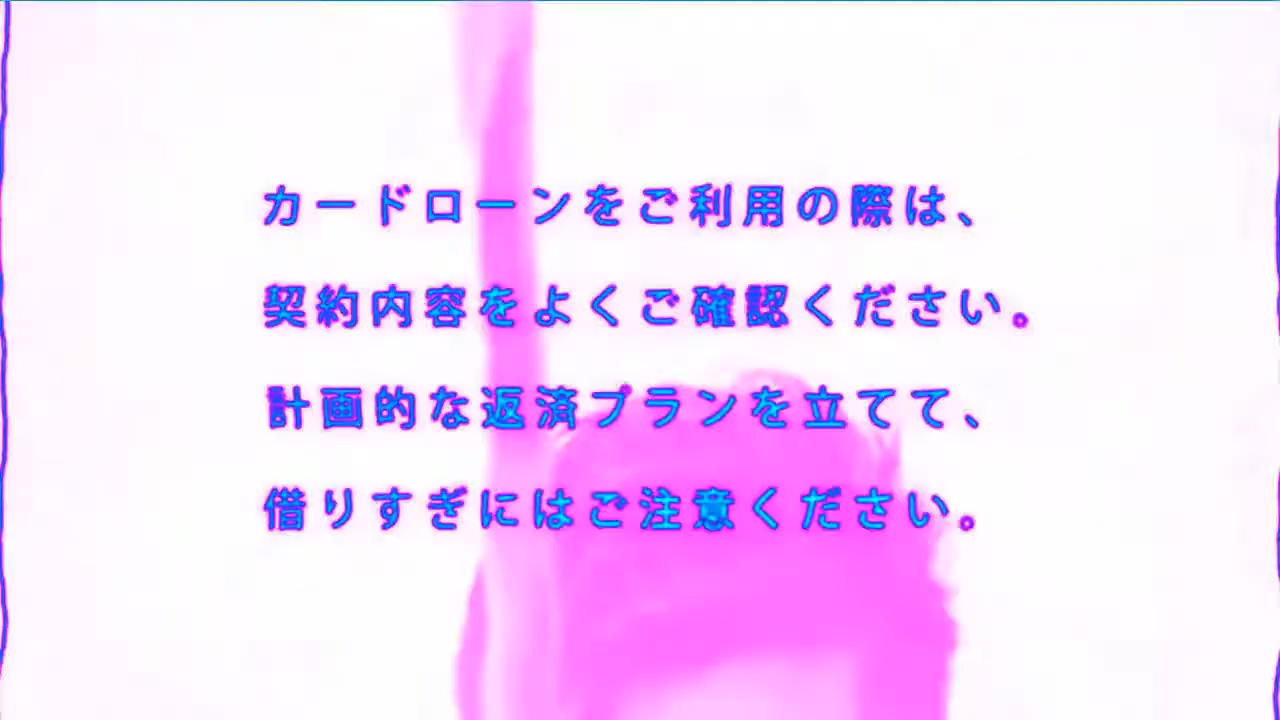 カードローンをご利用の際は、
契約内容をよくご確認ください。
計画的な返済プランを立てて、
借りすぎにはご注意ください。